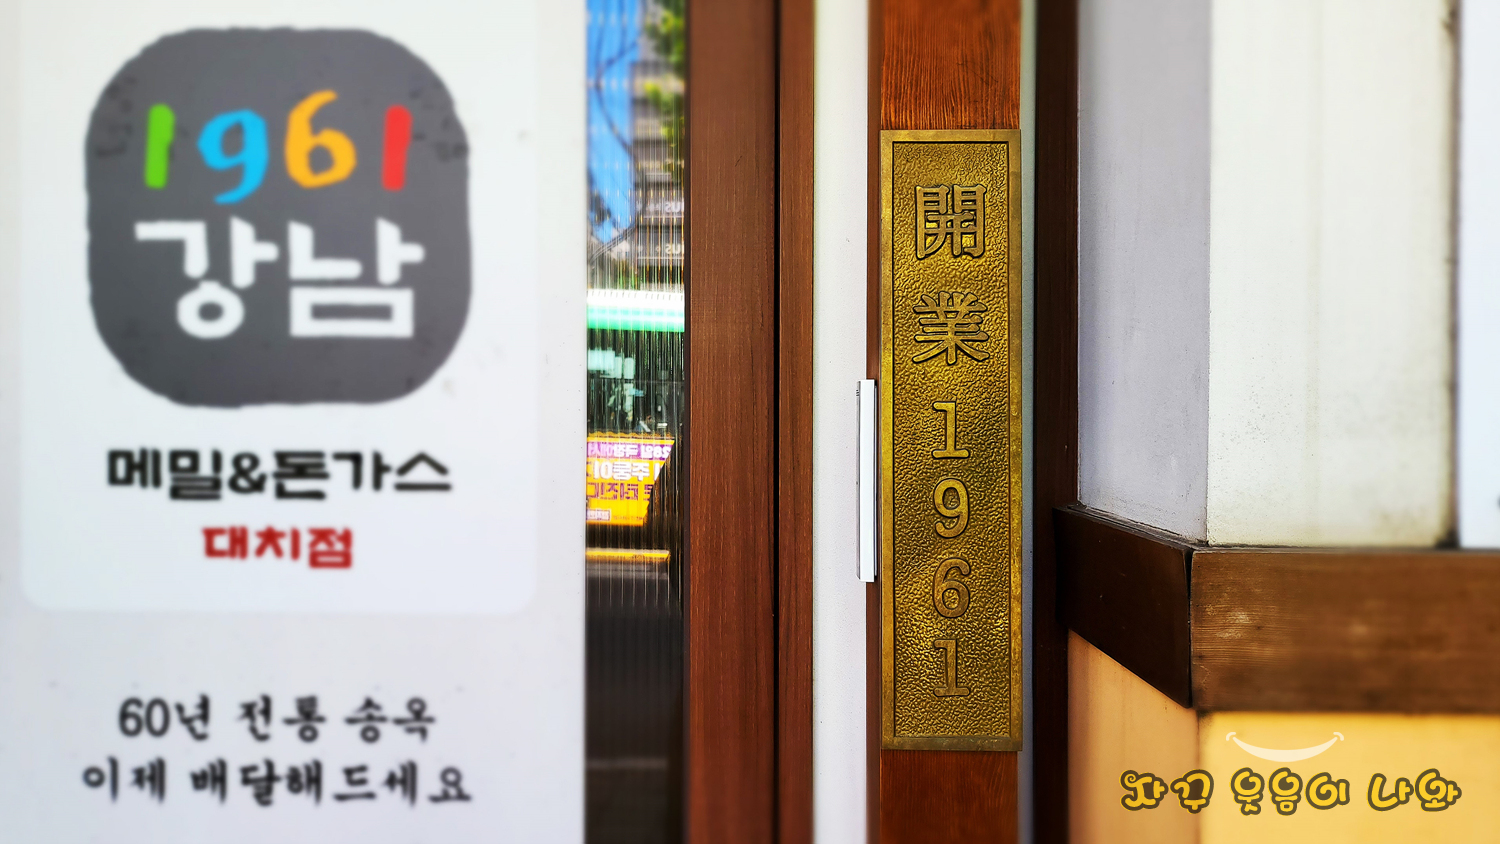 1961
강남
메밀&돈가스
대치점
60년 전통 송옥
이제 배달해드세요
開業1961
자꾸 웃음이 나와